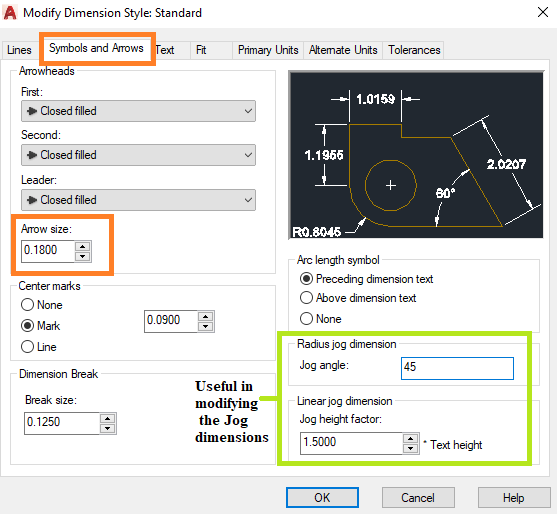 Modify Dimension Style: Standard
Lines Symbols and Arrows Text Fit Primary Units Alternate Units Tolerances
Arrowheads
First:
Closed filled
Second:
Closed filled
Leader:
Closed filled
Arrow size:
0.1800
Center marks
None
Mark
0.0900
Line
Dimension Break
Break size:
0.1250
1.0159
1.1955
2.0207
60°
R0.8045
Arc length symbol
Preceding dimension text
Above dimension text
None
Radius jog dimension
Jog angle:
45
Linear jog dimension
Jog height factor:
1.5000
* Text height
Useful in
modifying
the Jog
dimensions
OK Cancel Help